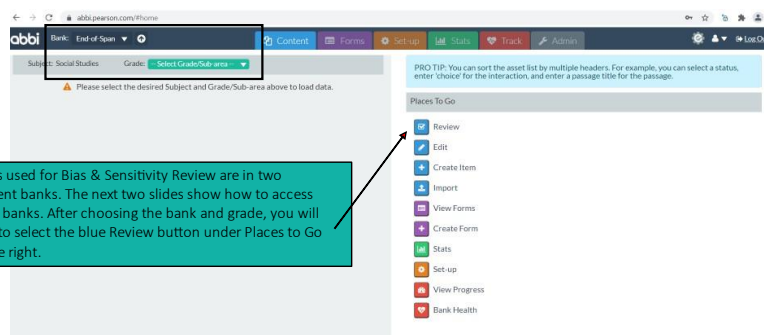 abbi.pearson.com/#home
abbi Bank: End-of-Span Content Forms Set-up Stats Track Admin
Subject: Social Studies Grade: -- Select Grade/Sub-area --
Please select the desired Subject and Grade/Sub-area above to load data.
PRO TIP: You can sort the asset list by multiple headers. For example, you can select a status,
enter 'choice' for the interaction, and enter a passage title for the passage.
Places To Go
Review
Edit
Create Item
Import
View Forms
Create Form
Stats
Set-up
View Progress
Bank Health
used for Bias & Sensitivity Review are in two
banks. The next two slides show how to access
banks. After choosing the bank and grade, you will
to select the blue Review button under Places to Go
right.